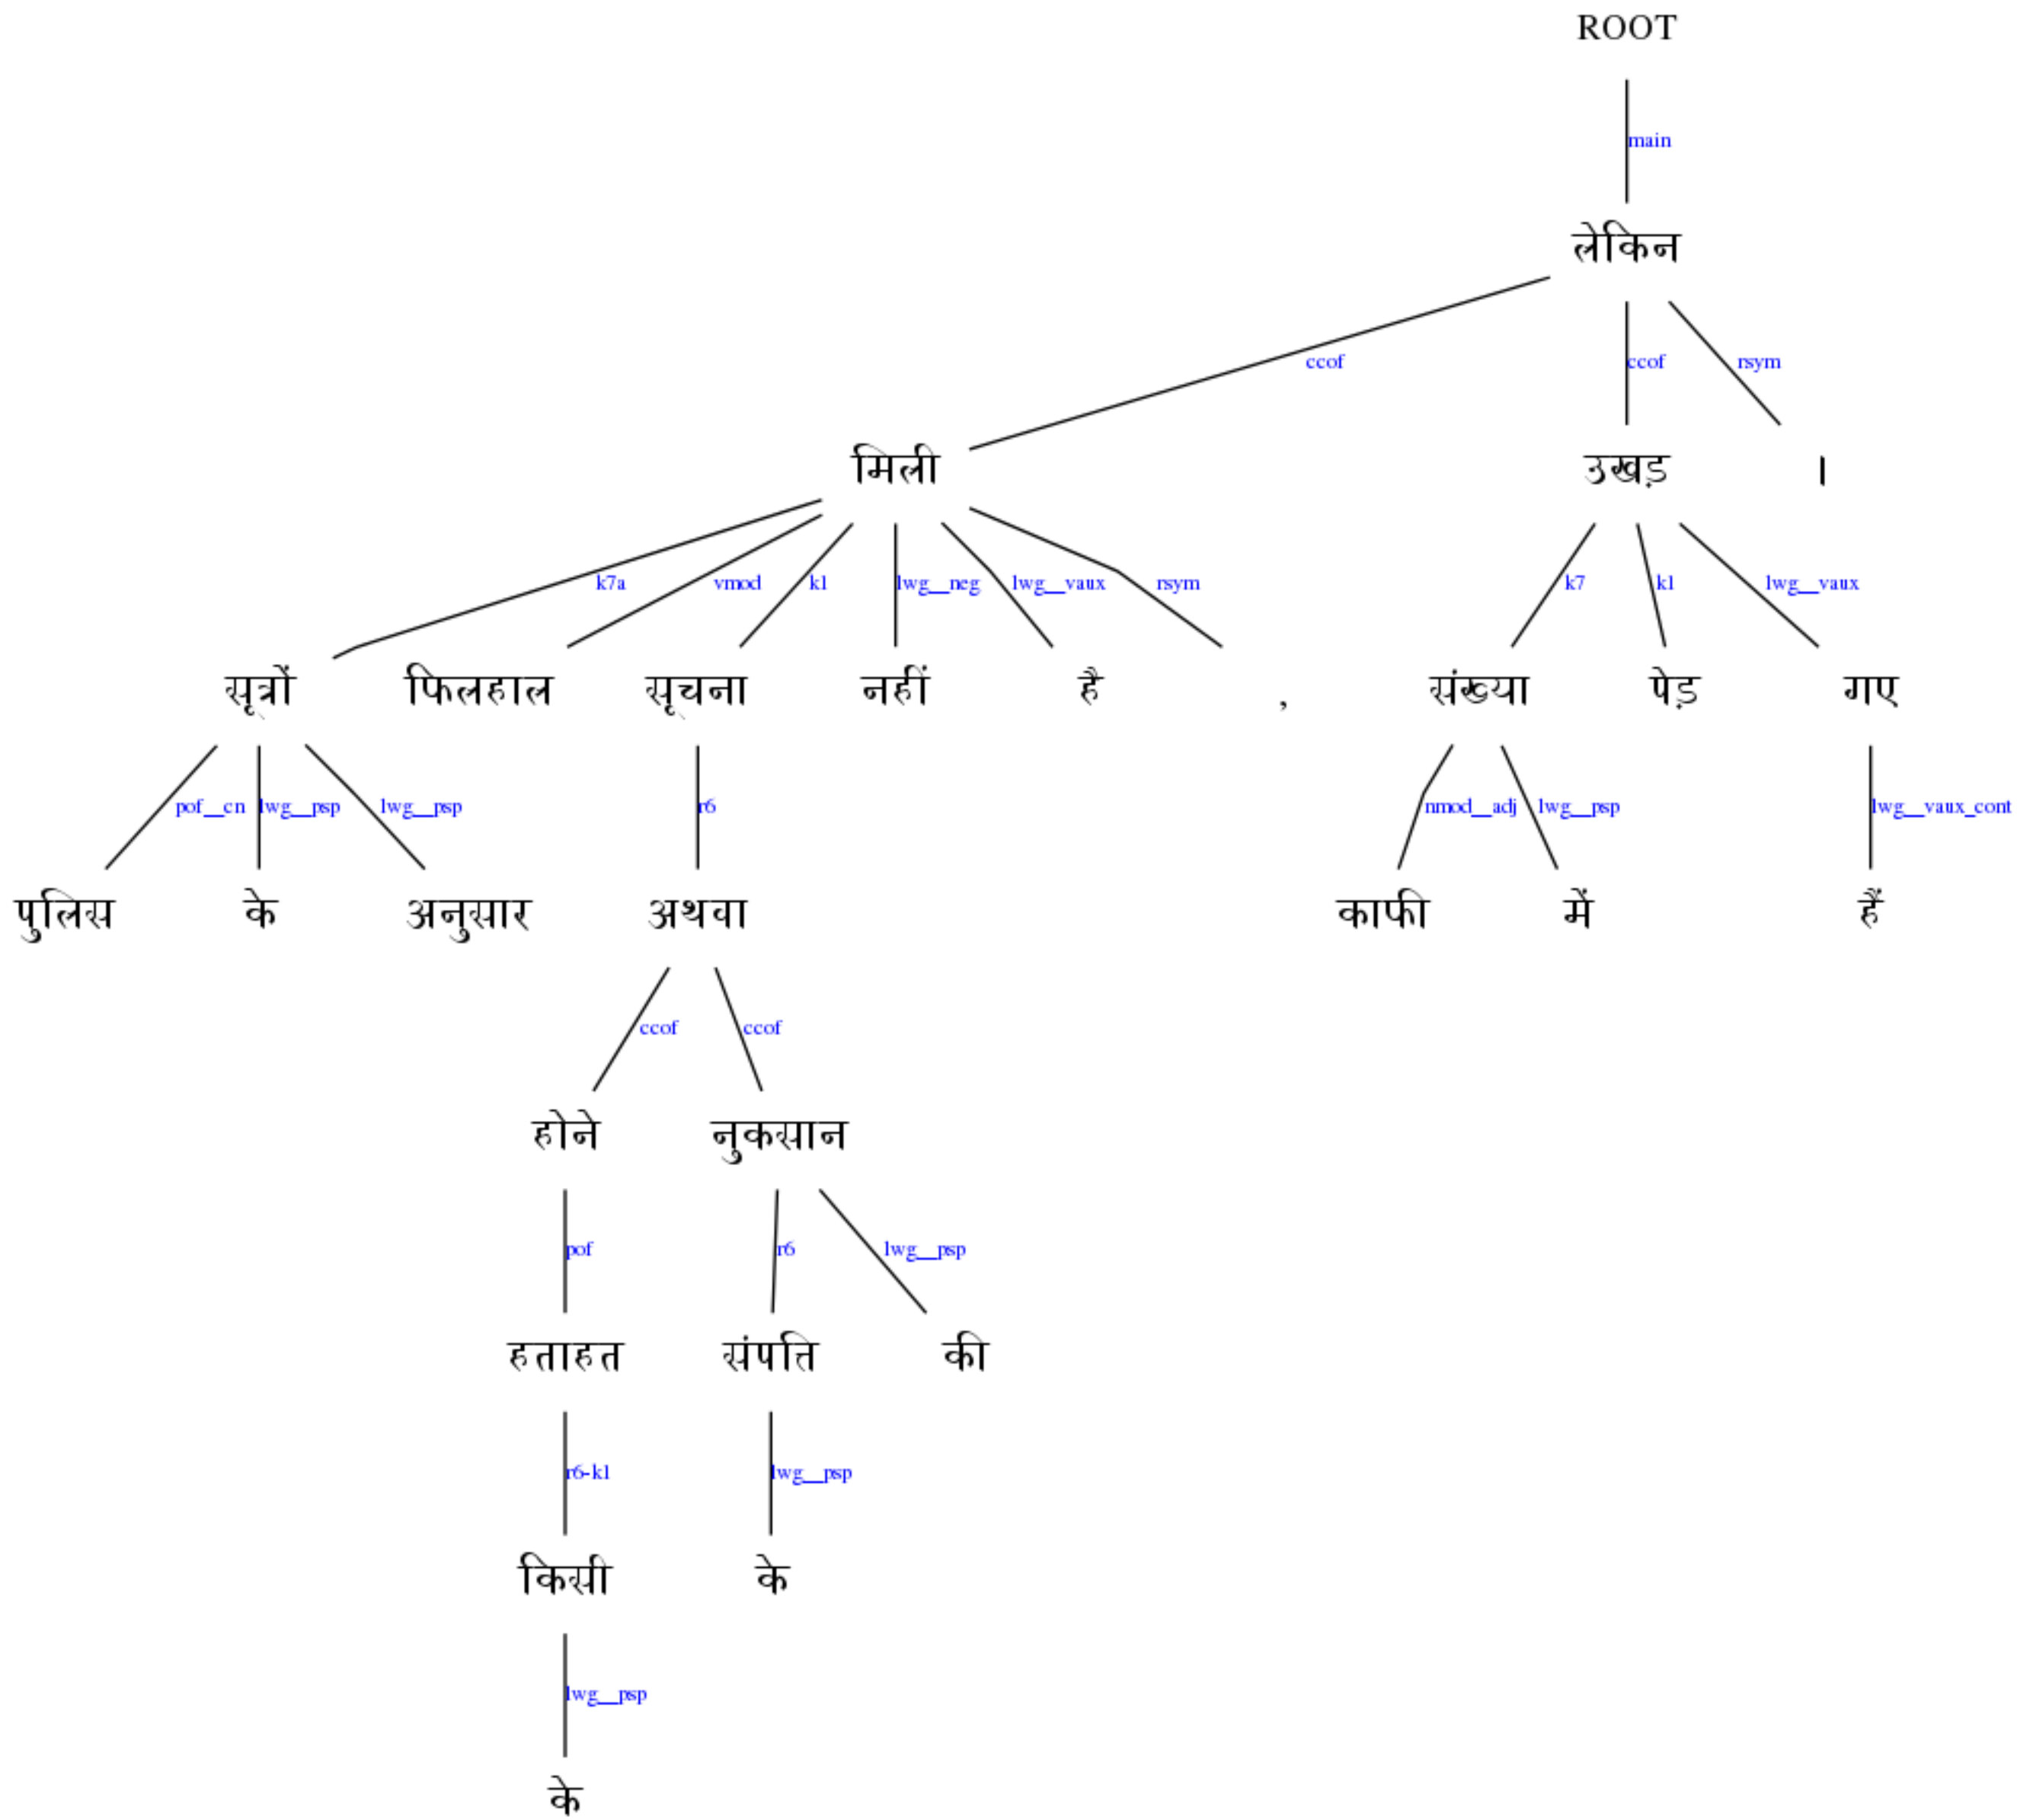 ROOT
main
लेकिन
ccof ccof rsym
मिली उखड़ ।
k7a vmod k1 lwg__neg lwg__vaux rsym k7 k1 lwg__vaux
सूत्रों फिलहाल सूचना नहीं है , संख्या पेड़ गए
pof__cn lwg__psp lwg__psp r6 nmod__adj lwg__psp lwg__vaux_cont
पुलिस के अनुसार अथवा काफी में हैं
ccof ccof
होने नुकसान
pof r6 lwg__psp
हताहत संपत्ति की
r6-k1 lwg__psp
किसी के
lwg__psp
के